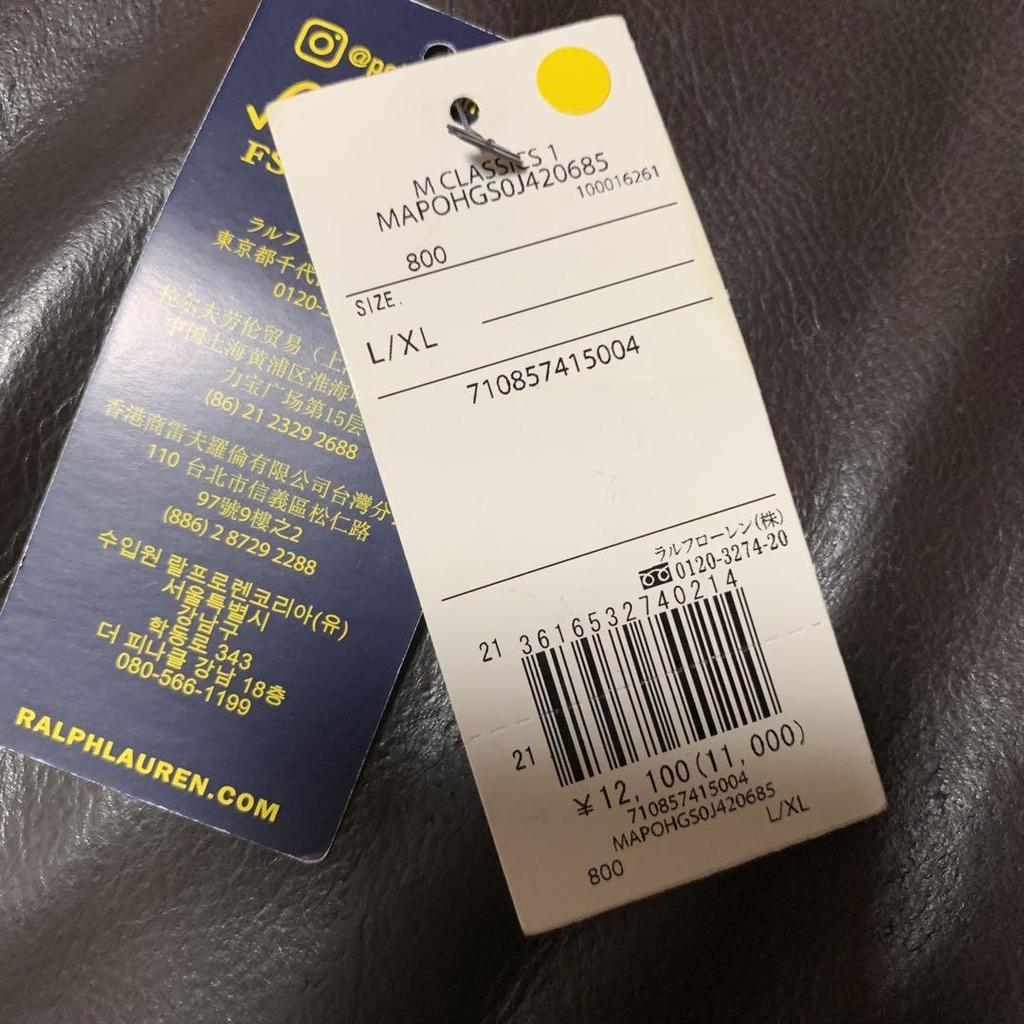 FS
ラルフ
東京都千代
0120-3
拉尔夫劳伦贸易（上
中国上海黄浦区淮海
力宝广场第15层
(86) 21 2329 2688
香港商雷夫羅倫有限公司台灣分
110 台北市信義區松仁路
97號9樓之2
(886) 2 8729 2288
수입원 랄프로렌코리아(유)
서울특별시
강남구
학동로 343
더 피나클 강남 18층
080-566-1199
RALPHLAUREN.COM
M CLASSICS 1
MAPOHGS0J420685
100016261
800
SIZE.
L/XL
710857415004
ラルフローレン(株)
0120-3274-20
21 3616532740214
21
¥12,100(11,000)
710857415004
MAPOHGS0J420685
800 L/XL